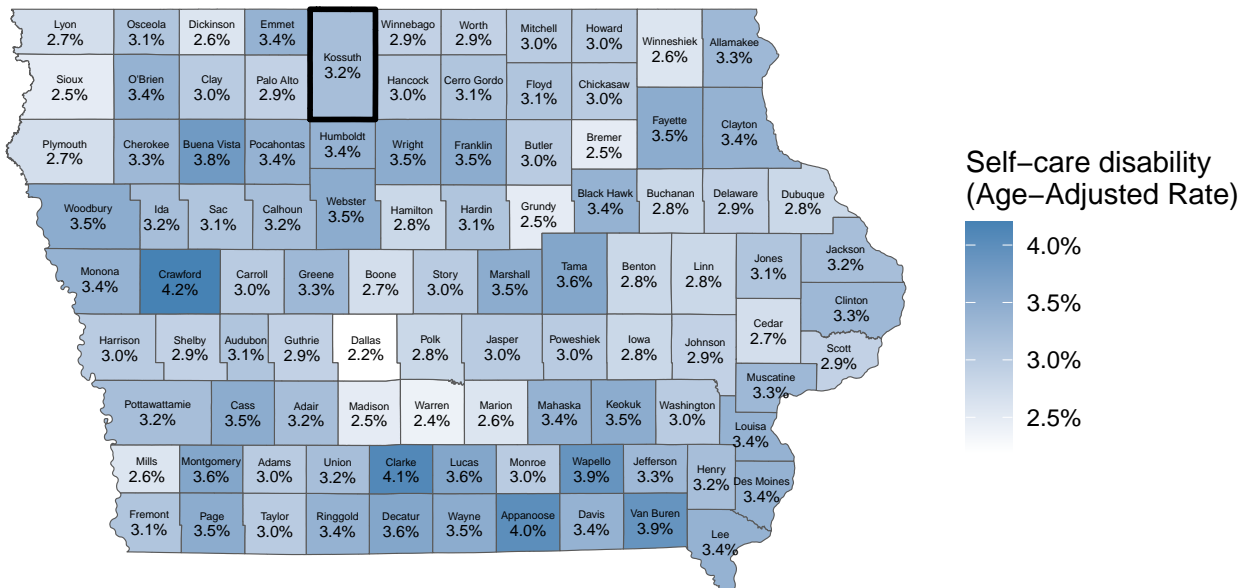 Lyon
2.7%
Osceola
3.1%
Dickinson
2.6%
Emmet
3.4%
Kossuth
3.2%
Winnebago
2.9%
Worth
2.9%
Mitchell
3.0%
Howard
3.0%
Winneshiek
2.6%
Allamakee
3.3%
Sioux
2.5%
O'Brien
3.4%
Clay
3.0%
Palo Alto
2.9%
Hancock
3.0%
Cerro Gordo
3.1%
Floyd
3.1%
Chickasaw
3.0%
Fayette
3.5%
Clayton
3.4%
Plymouth
2.7%
Cherokee
3.3%
Buena Vista
3.8%
Pocahontas
3.4%
Humboldt
3.4%
Wright
3.5%
Franklin
3.5%
Butler
3.0%
Bremer
2.5%
Woodbury
3.5%
Ida
3.2%
Sac
3.1%
Calhoun
3.2%
Webster
3.5%
Hamilton
2.8%
Hardin
3.1%
Grundy
2.5%
Black Hawk
3.4%
Buchanan
2.8%
Delaware
2.9%
Dubuque
2.8%
Monona
3.4%
Crawford
4.2%
Carroll
3.0%
Greene
3.3%
Boone
2.7%
Story
3.0%
Marshall
3.5%
Tama
3.6%
Benton
2.8%
Linn
2.8%
Jones
3.1%
Jackson
3.2%
Clinton
3.3%
Harrison
3.0%
Shelby
2.9%
Audubon
3.1%
Guthrie
2.9%
Dallas
2.2%
Polk
2.8%
Jasper
3.0%
Poweshiek
3.0%
Iowa
2.8%
Johnson
2.9%
Cedar
2.7%
Scott
2.9%
Muscatine
3.3%
Pottawattamie
3.2%
Cass
3.5%
Adair
3.2%
Madison
2.5%
Warren
2.4%
Marion
2.6%
Mahaska
3.4%
Keokuk
3.5%
Washington
3.0%
Louisa
3.4%
Mills
2.6%
Montgomery
3.6%
Adams
3.0%
Union
3.2%
Clarke
4.1%
Lucas
3.6%
Monroe
3.0%
Wapello
3.9%
Jefferson
3.3%
Henry
3.2%
Des Moines
3.4%
Fremont
3.1%
Page
3.5%
Taylor
3.0%
Ringgold
3.4%
Decatur
3.6%
Wayne
3.5%
Appanoose
4.0%
Davis
3.4%
Van Buren
3.9%
Lee
3.4%
Self−care disability
(Age−Adjusted Rate)
4.0%
3.5%
3.0%
2.5%